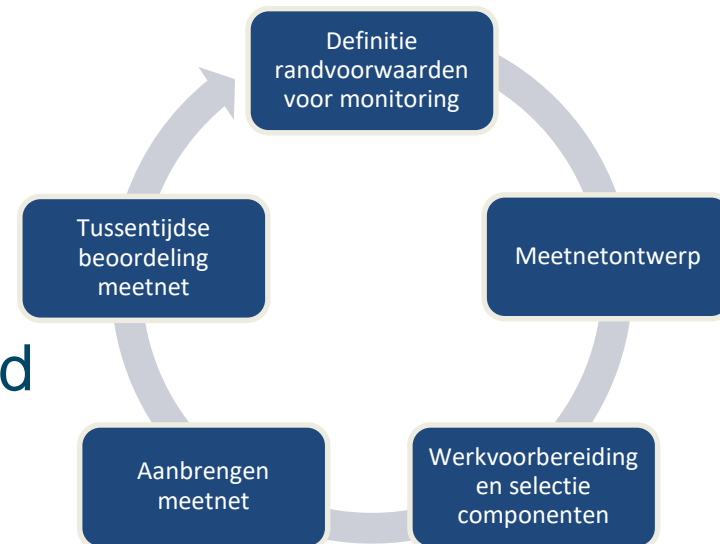 Definitie
randvoorwaarden
voor monitoring
Meetnetontwerp
Werkvoorbereiding
en selectie
componenten
Aanbrengen
meetnet
Tussentijdse
beoordeling
meetnet
d